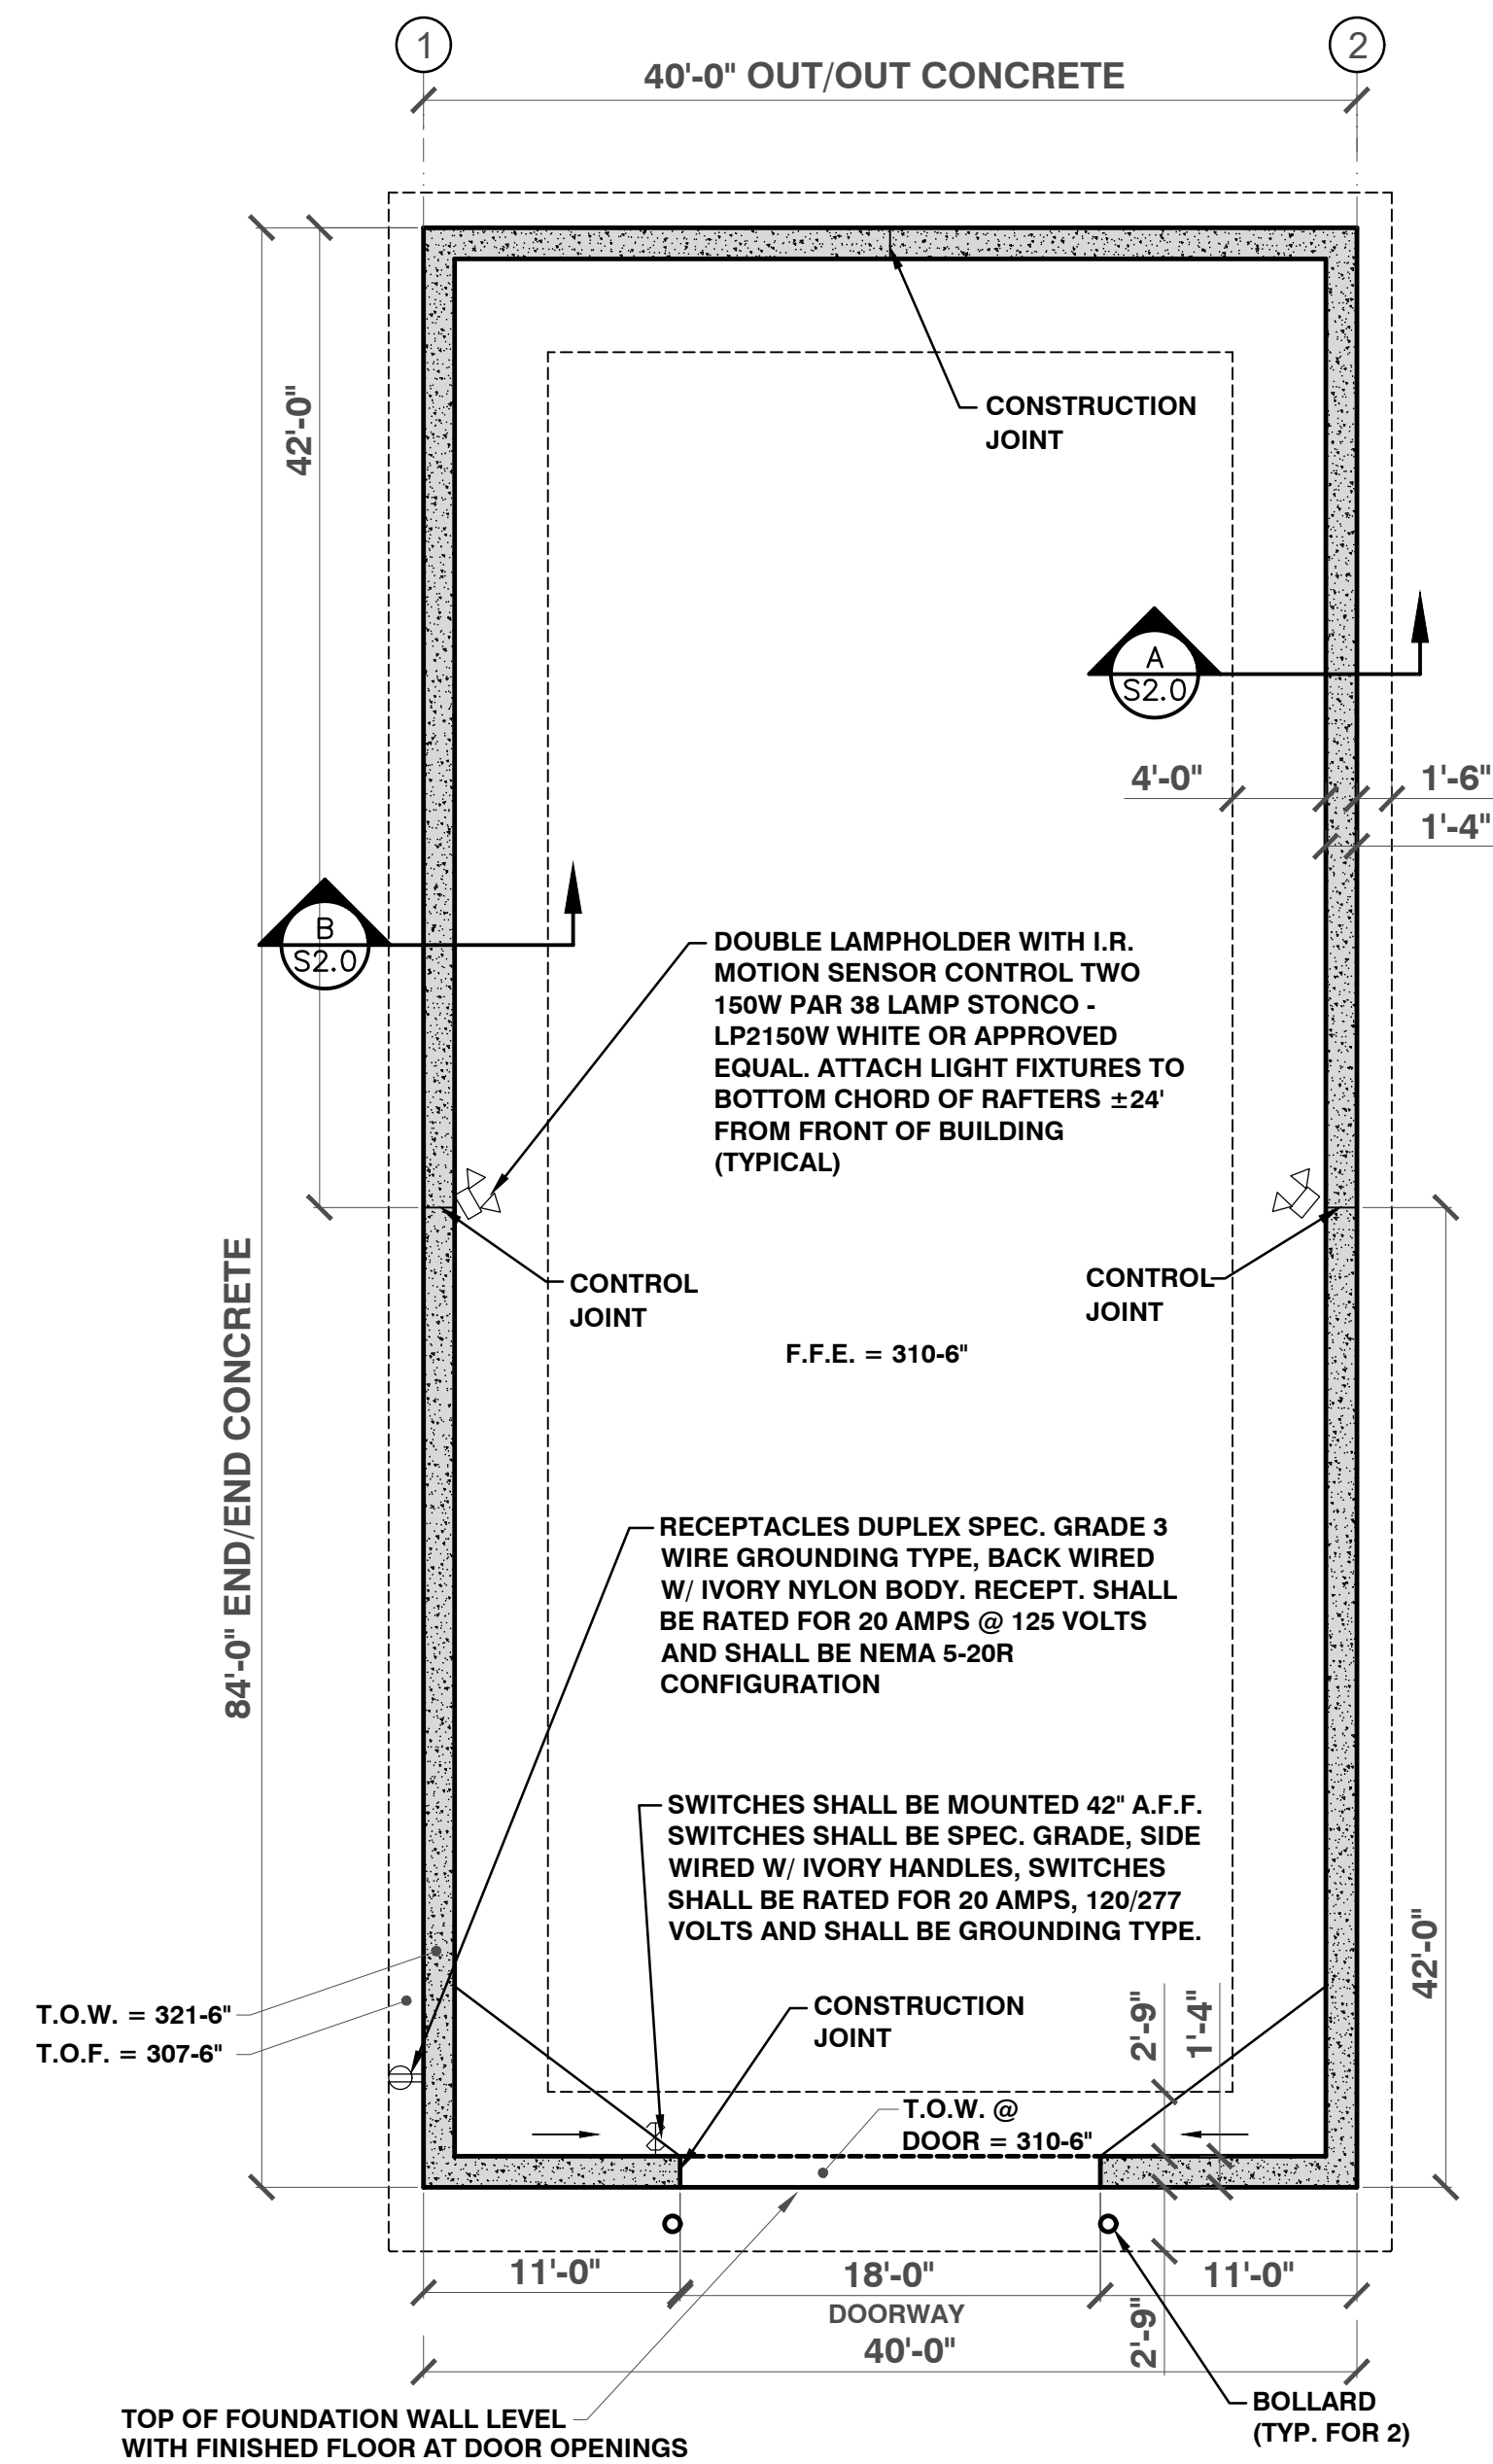 1
2
40'-0" OUT/OUT CONCRETE
42'-0"
CONSTRUCTION
JOINT
A
S2.0
4'-0"
1'-6"
1'-4"
B
S2.0
DOUBLE LAMPHOLDER WITH I.R.
MOTION SENSOR CONTROL TWO
150W PAR 38 LAMP STONCO -
LP2150W WHITE OR APPROVED
EQUAL. ATTACH LIGHT FIXTURES TO
BOTTOM CHORD OF RAFTERS ±24'
FROM FRONT OF BUILDING
(TYPICAL)
CONTROL
JOINT
CONTROL
JOINT
84'-0" END/END CONCRETE
F.F.E. = 310-6"
RECEPTACLES DUPLEX SPEC. GRADE 3
WIRE GROUNDING TYPE, BACK WIRED
W/ IVORY NYLON BODY. RECEPT. SHALL
BE RATED FOR 20 AMPS @ 125 VOLTS
AND SHALL BE NEMA 5-20R
CONFIGURATION
SWITCHES SHALL BE MOUNTED 42" A.F.F.
SWITCHES SHALL BE SPEC. GRADE, SIDE
WIRED W/ IVORY HANDLES, SWITCHES
SHALL BE RATED FOR 20 AMPS, 120/277
VOLTS AND SHALL BE GROUNDING TYPE.
42'-0"
T.O.W. = 321-6"
T.O.F. = 307-6"
CONSTRUCTION
JOINT
2'-9"
1'-4"
T.O.W. @
DOOR = 310-6"
11'-0"
18'-0"
11'-0"
DOORWAY
40'-0"
2'-9"
BOLLARD
(TYP. FOR 2)
TOP OF FOUNDATION WALL LEVEL
WITH FINISHED FLOOR AT DOOR OPENINGS